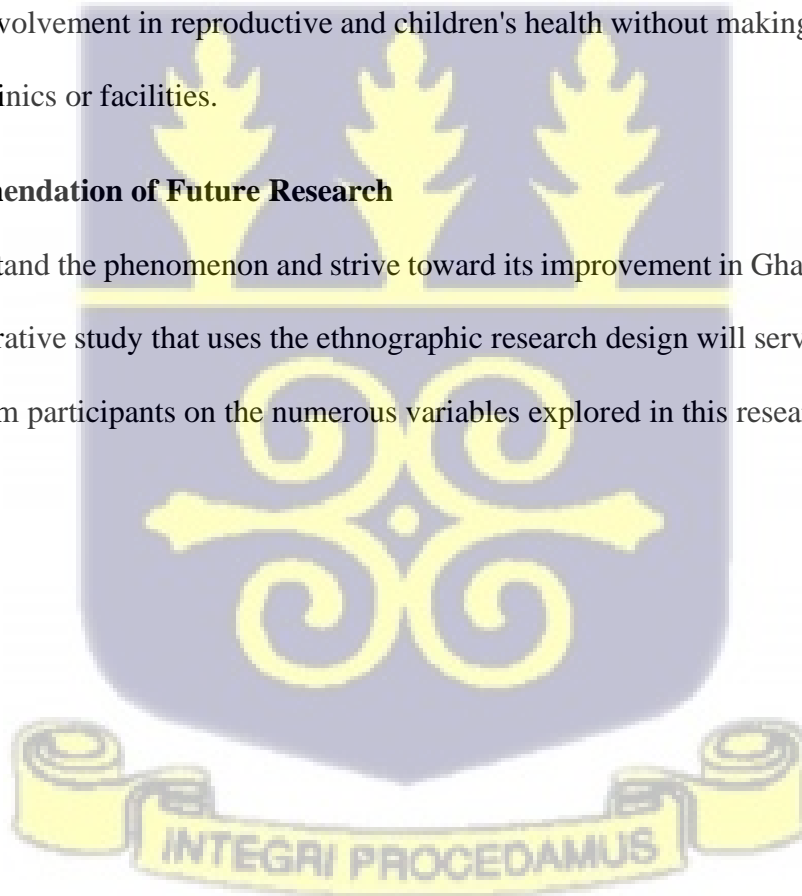 volvement in reproductive and children's health without making
inics or facilities.
endation of Future Research
tand the phenomenon and strive toward its improvement in Gha
rative study that uses the ethnographic research design will serv
m participants on the numerous variables explored in this resea
INTEGRI PROCEDAMUS